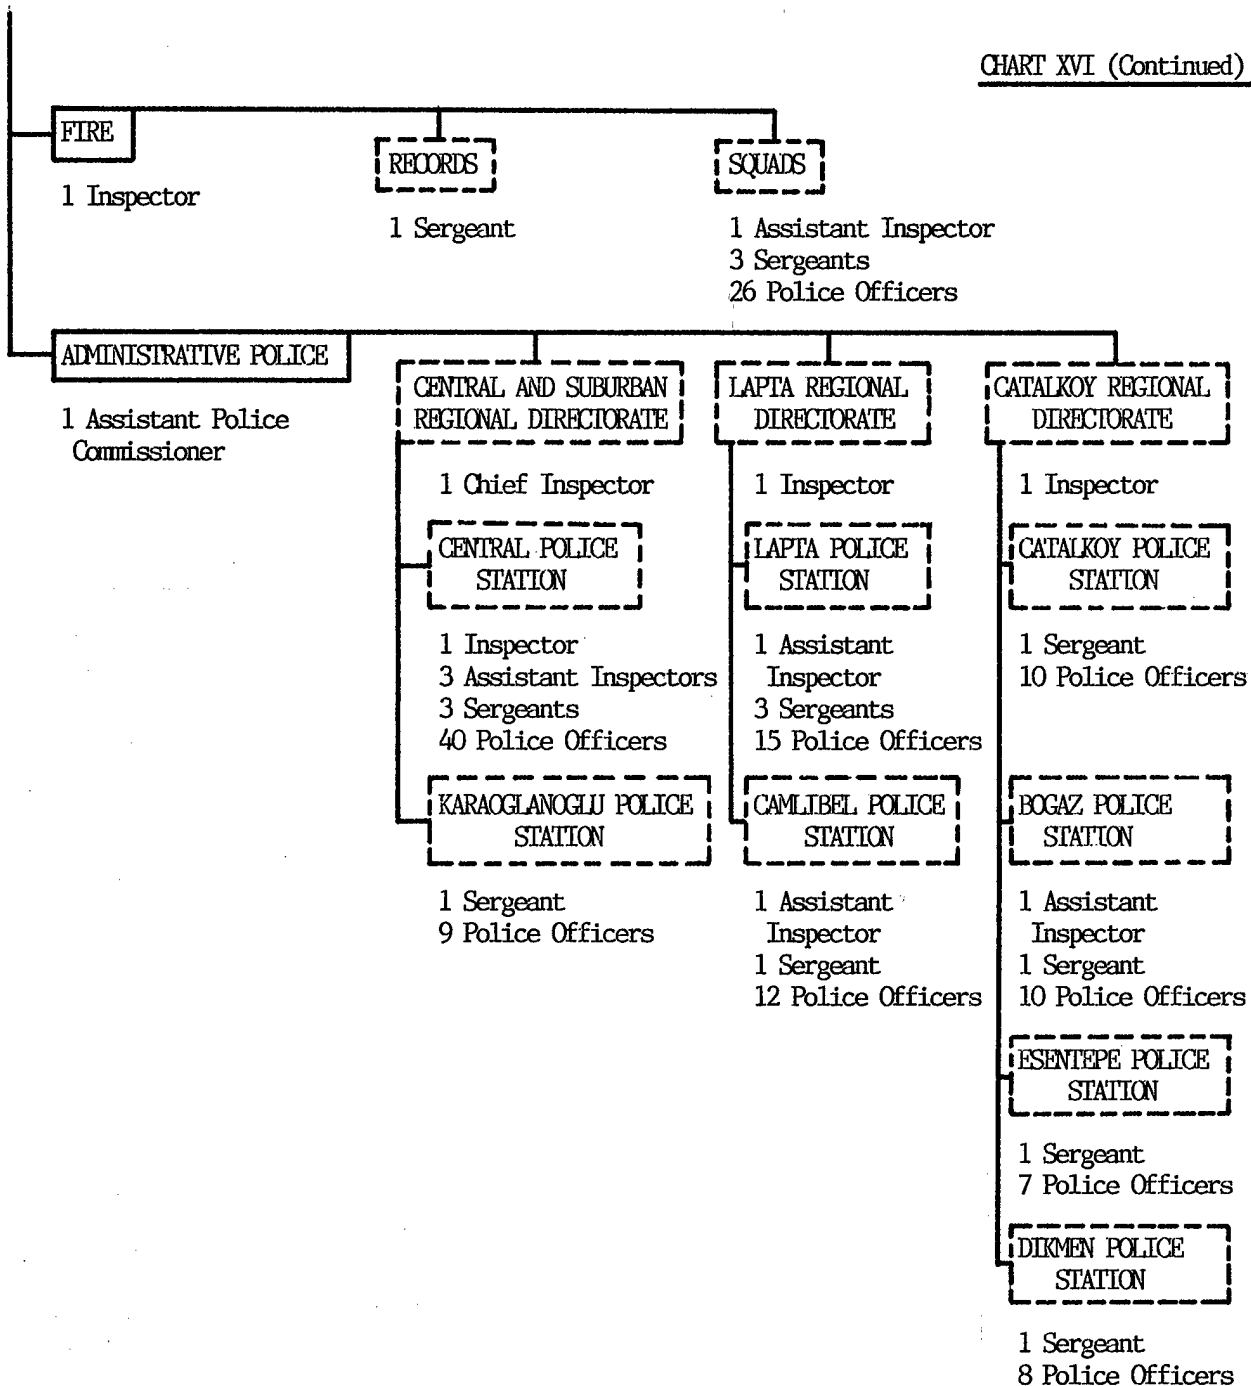 CHART XVI (Continued)
FIRE
1 Inspector
RECORDS
1 Sergeant
SQUADS
1 Assistant Inspector
3 Sergeants
26 Police Officers
ADMINISTRATIVE POLICE
1 Assistant Police
Commissioner
CENTRAL AND SUBURBAN
REGIONAL DIRECTORATE
1 Chief Inspector
CENTRAL POLICE
STATION
1 Inspector
3 Assistant Inspectors
3 Sergeants
40 Police Officers
KARAOGLANOGLU POLICE
STATION
1 Sergeant
9 Police Officers
LAPTA REGIONAL
DIRECTORATE
1 Inspector
LAPTA POLICE
STATION
1 Assistant
Inspector
3 Sergeants
15 Police Officers
CAMLIBEL POLICE
STATION
1 Assistant
Inspector
1 Sergeant
12 Police Officers
CATALKOY REGIONAL
DIRECTORATE
1 Inspector
CATALKOY POLICE
STATION
1 Sergeant
10 Police Officers
BOGAZ POLICE
STATION
1 Assistant
Inspector
1 Sergeant
10 Police Officers
ESENTEPE POLICE
STATION
1 Sergeant
7 Police Officers
DIKMEN POLICE
STATION
1 Sergeant
8 Police Officers